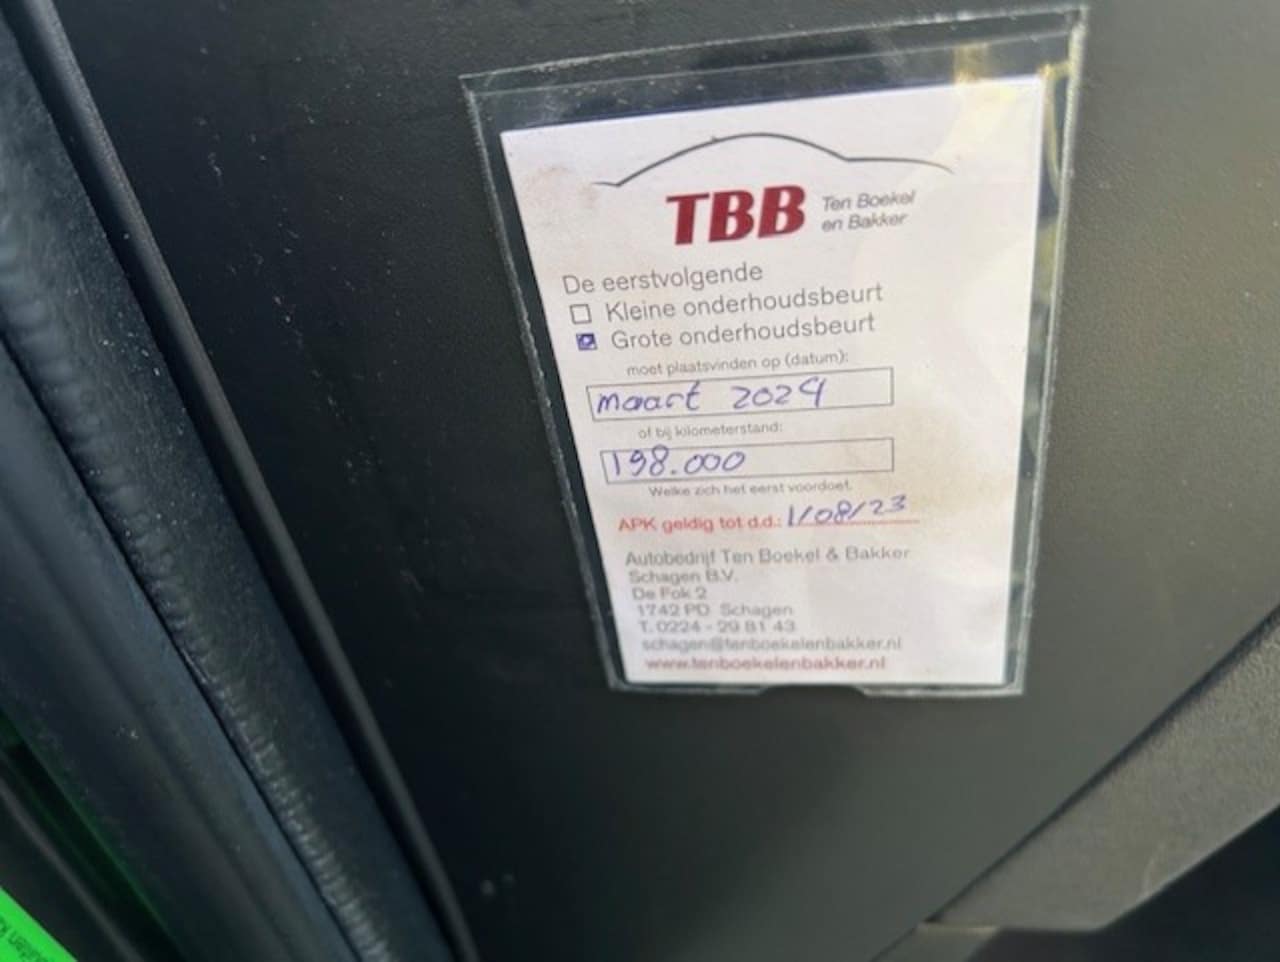 TBB Ten Boekel
en Bakker
De eerstvolgende
Kleine onderhoudsbeurt
Grote onderhoudsbeurt
moet plaatsvinden op (datum):
maart 2024
of bij kilometerstand:
198.000
Welke zich het eerst voordoet.
APK geldig tot d.d.: 1/08/23
Autobedrijf Ten Boekel & Bakker
Schagen B.V.
De Fok 2
1742 PD Schagen
T. 0224 - 29 81 43
schagen@tenboekelenbakker.nl
www.tenboekelenbakker.nl